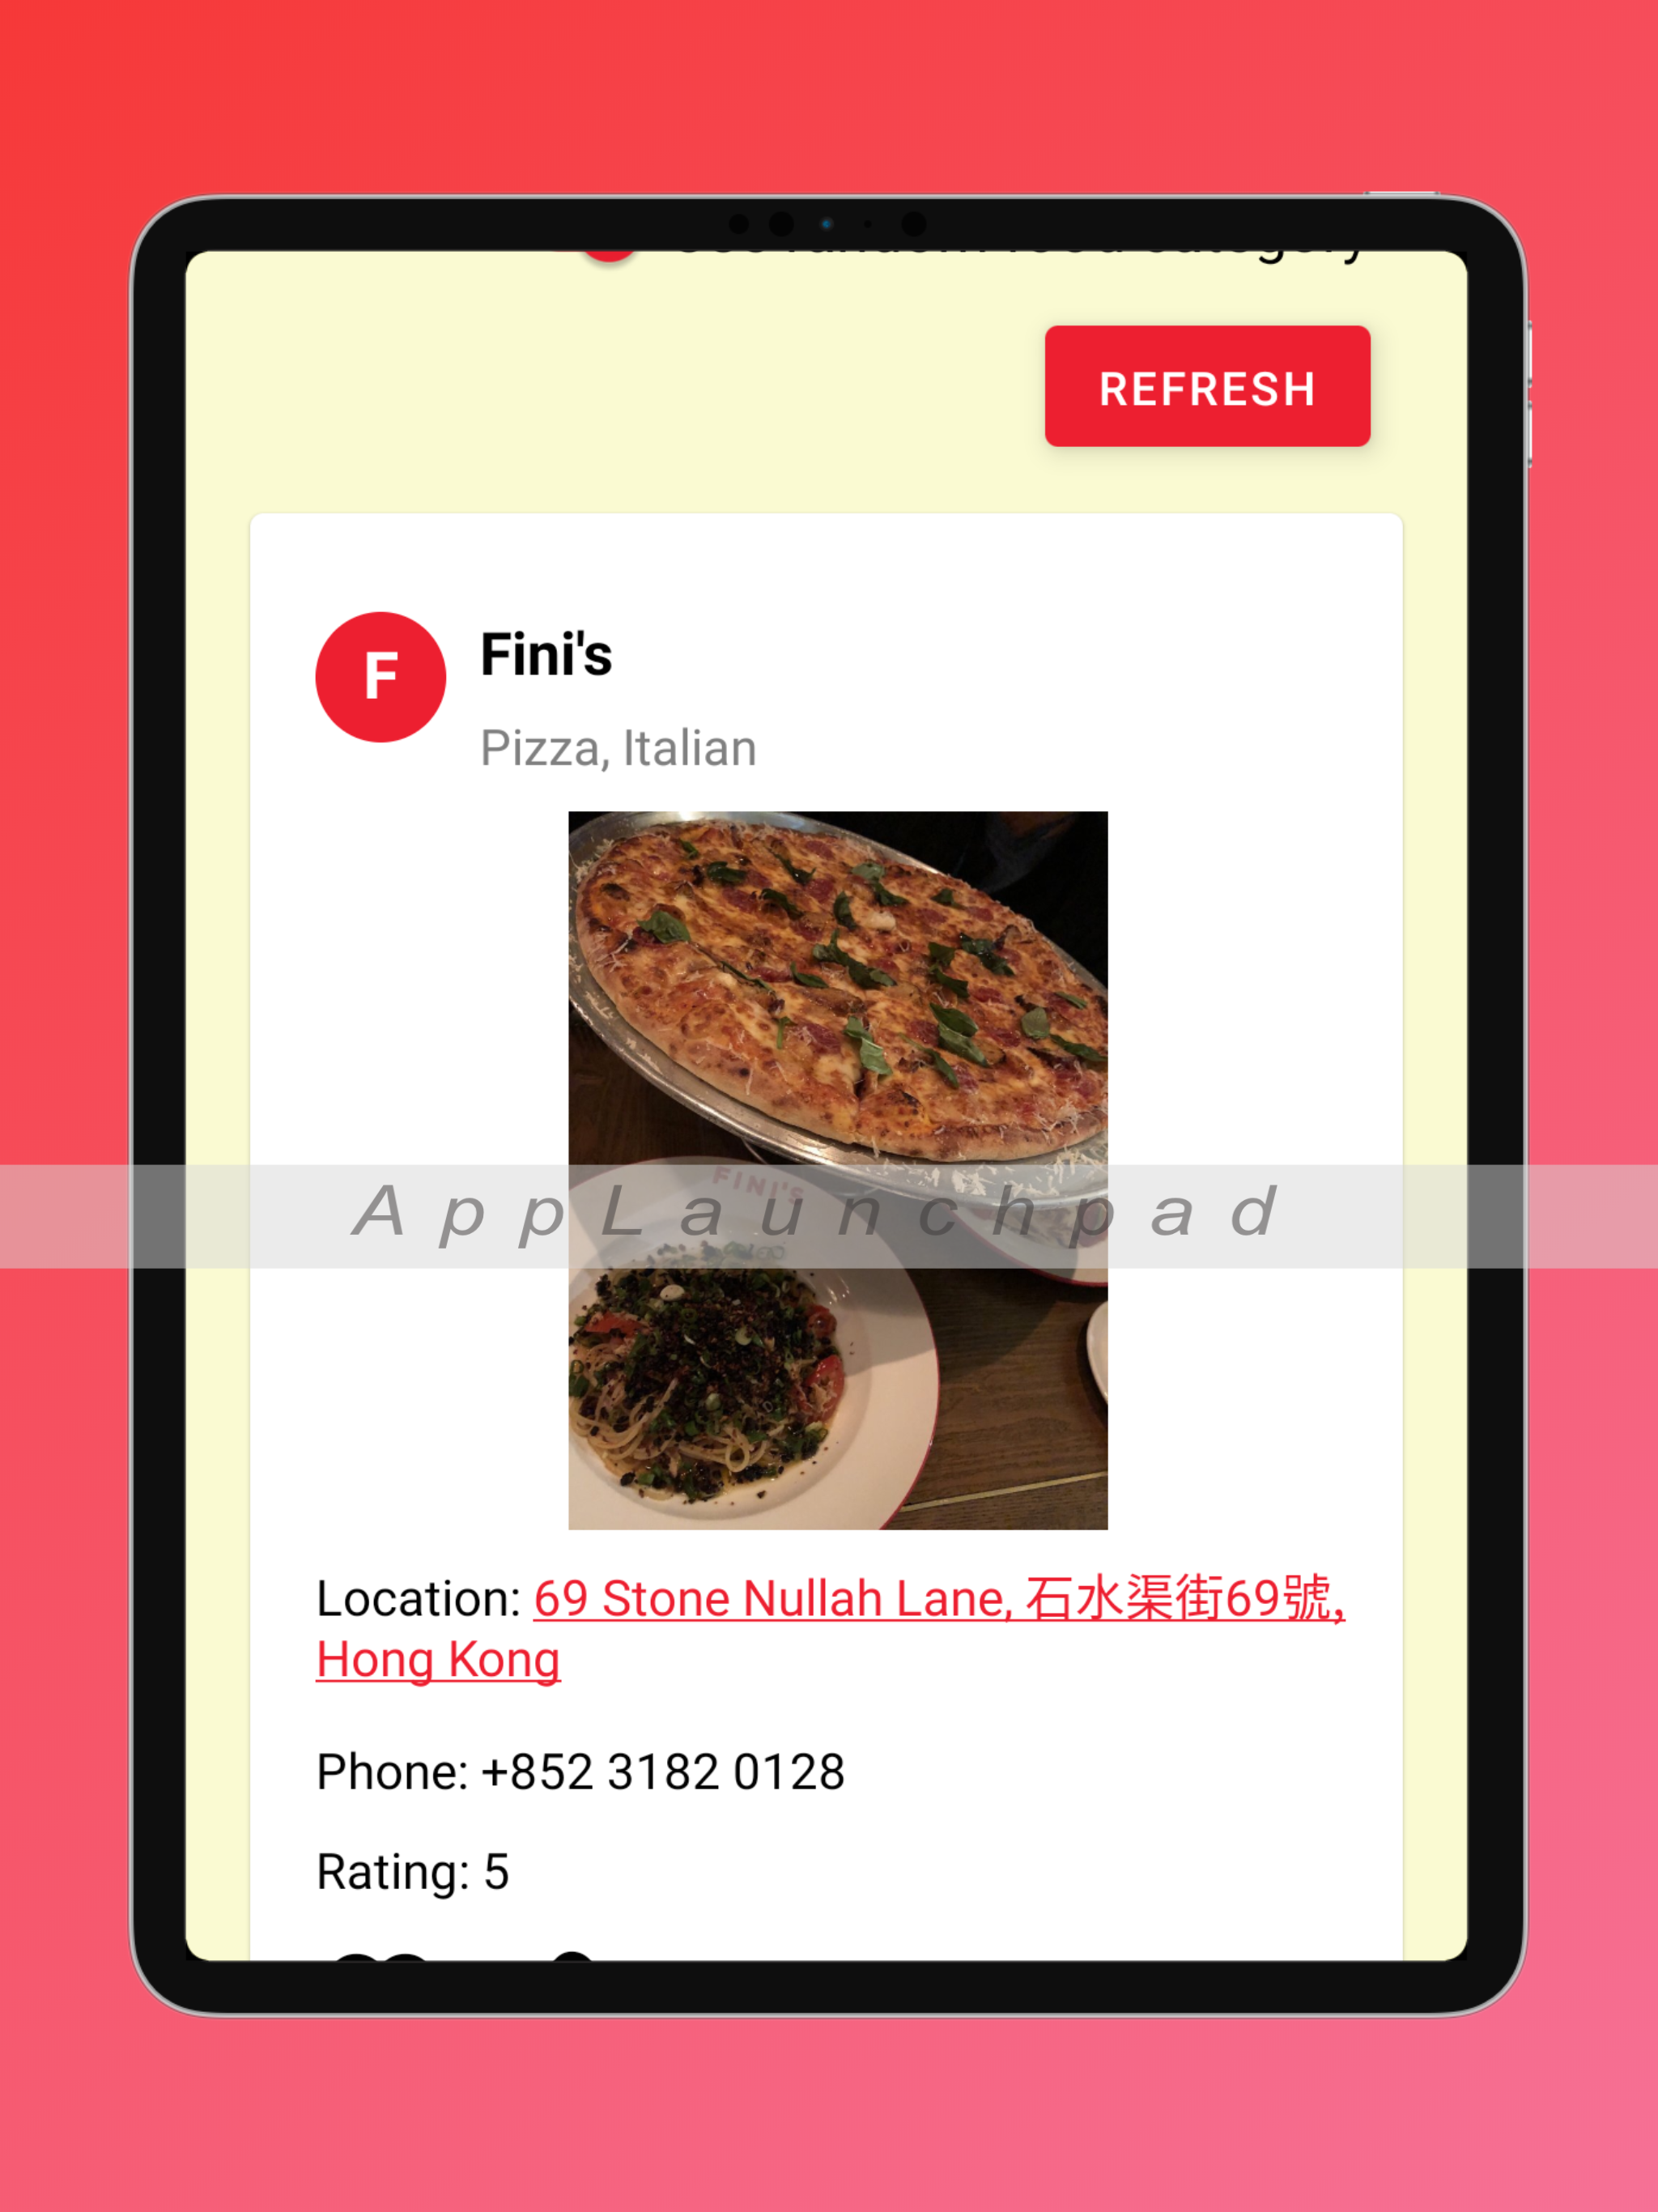 REFRESH
F
Fini's
Pizza, Italian
FINI'S
AppLaunchpad
Location: 69 Stone Nullah Lane, 石水渠街69號,
Hong Kong
Phone: +852 3182 0128
Rating: 5